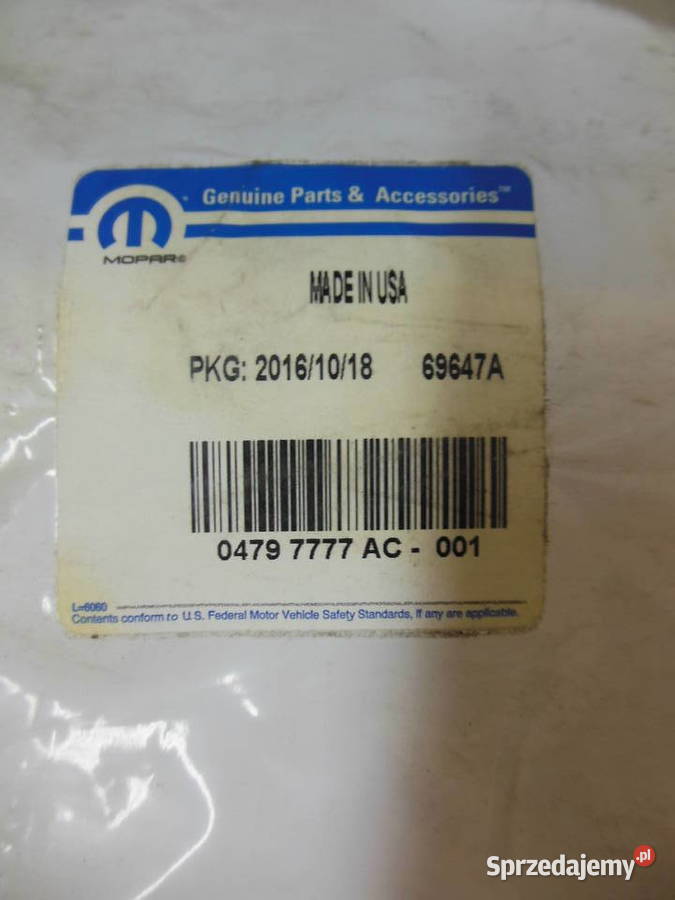 Genuine Parts & Accessories™
MOPAR®
MADE IN USA
PKG: 2016/10/18 69647A
0479 7777 AC - 001
L=6060
Contents conform to U.S. Federal Motor Vehicle Safety Standards, if any are applicable.
Sprzedajemy.pl